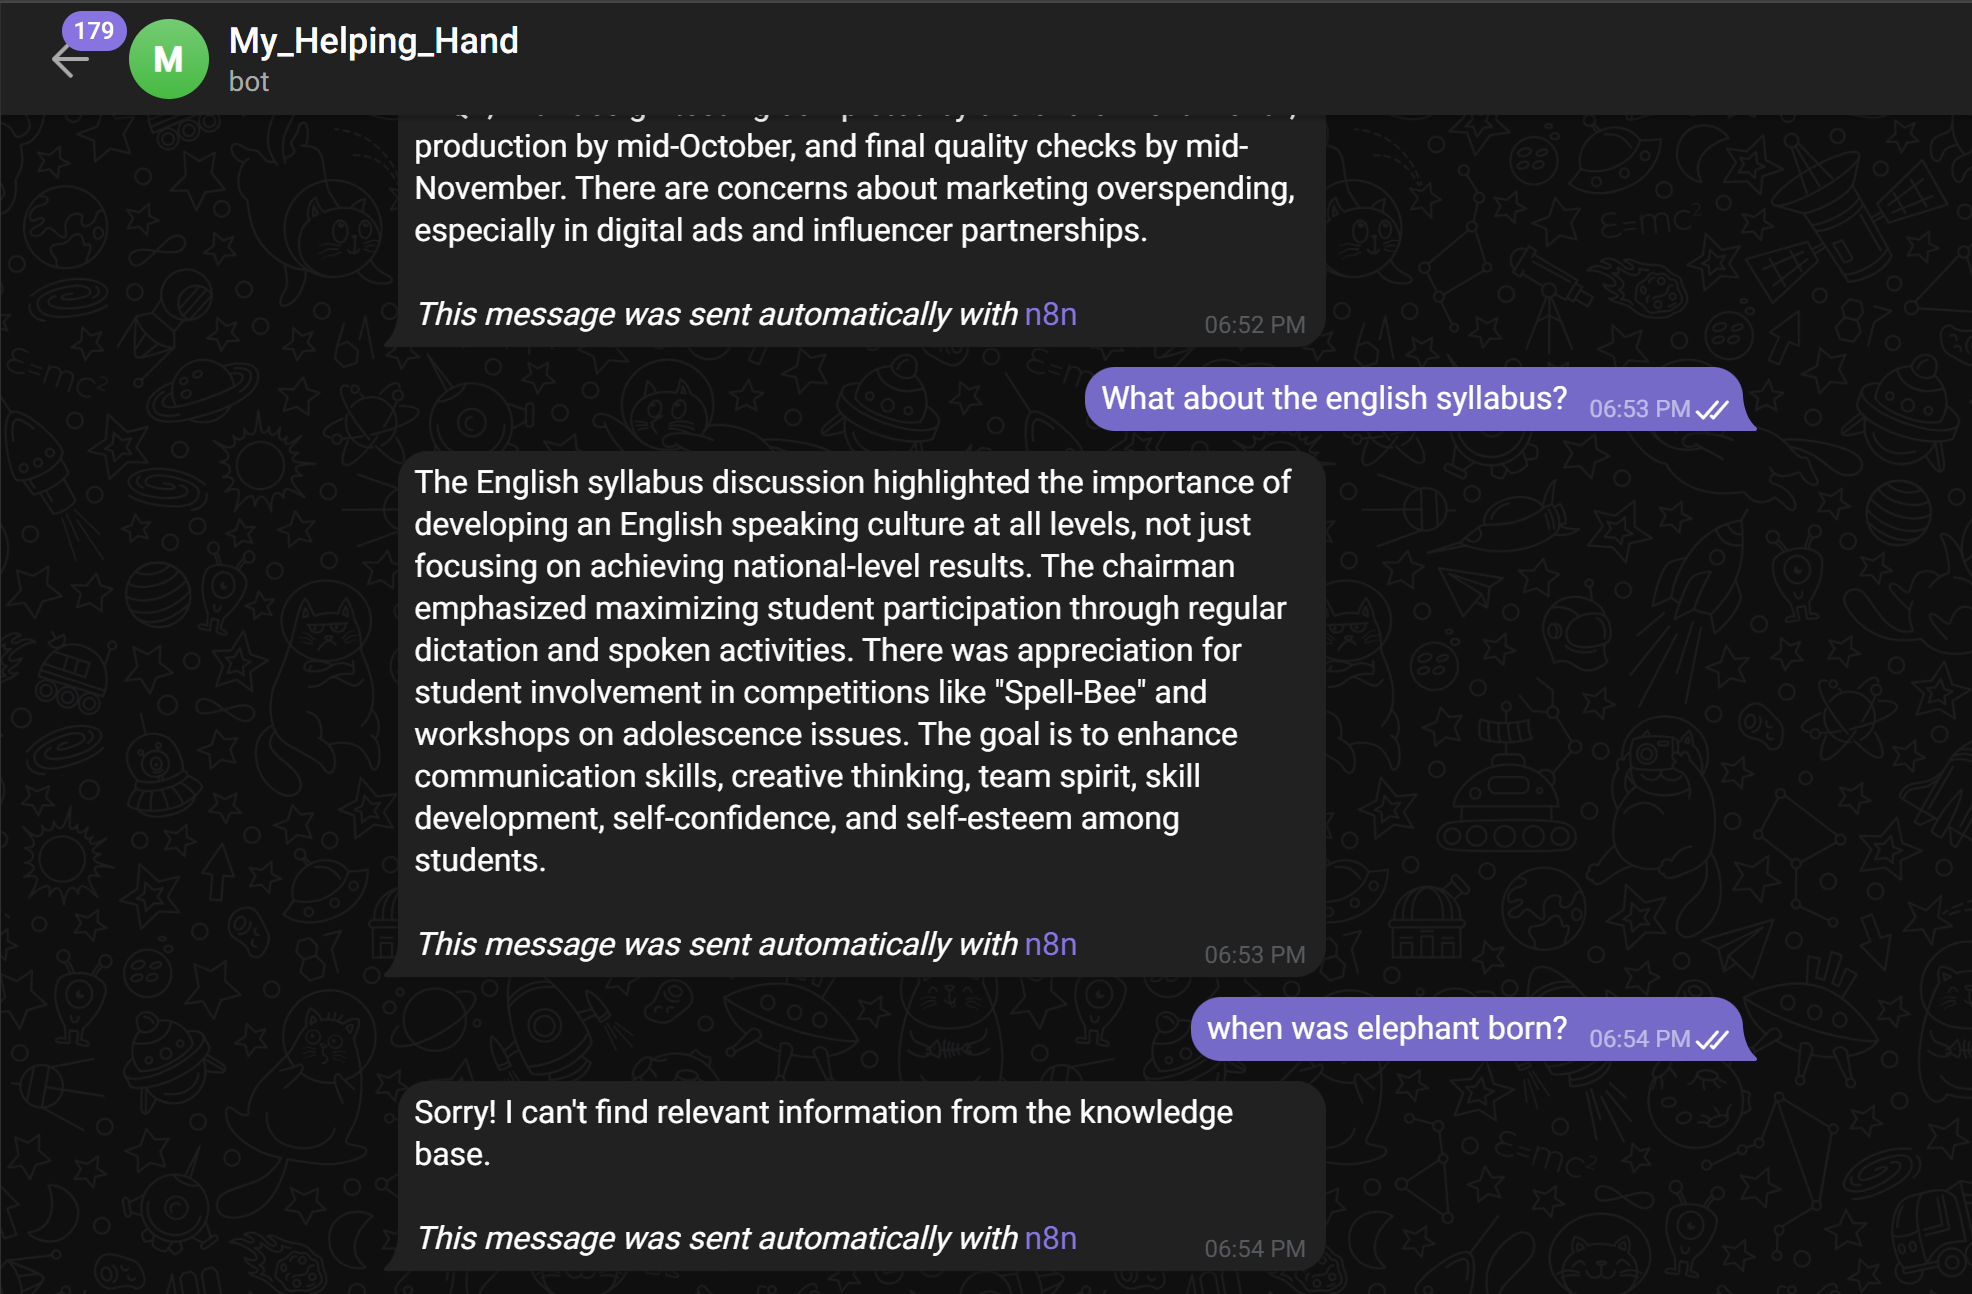 179
M
My_Helping_Hand
bot
production by mid-October, and final quality checks by mid-
November. There are concerns about marketing overspending,
especially in digital ads and influencer partnerships.
This message was sent automatically with n8n
06:52 PM
What about the english syllabus? 06:53 PM
The English syllabus discussion highlighted the importance of
developing an English speaking culture at all levels, not just
focusing on achieving national-level results. The chairman
emphasized maximizing student participation through regular
dictation and spoken activities. There was appreciation for
student involvement in competitions like "Spell-Bee" and
workshops on adolescence issues. The goal is to enhance
communication skills, creative thinking, team spirit, skill
development, self-confidence, and self-esteem among
students.
This message was sent automatically with n8n
06:53 PM
when was elephant born? 06:54 PM
Sorry! I can't find relevant information from the knowledge
base.
This message was sent automatically with n8n
06:54 PM